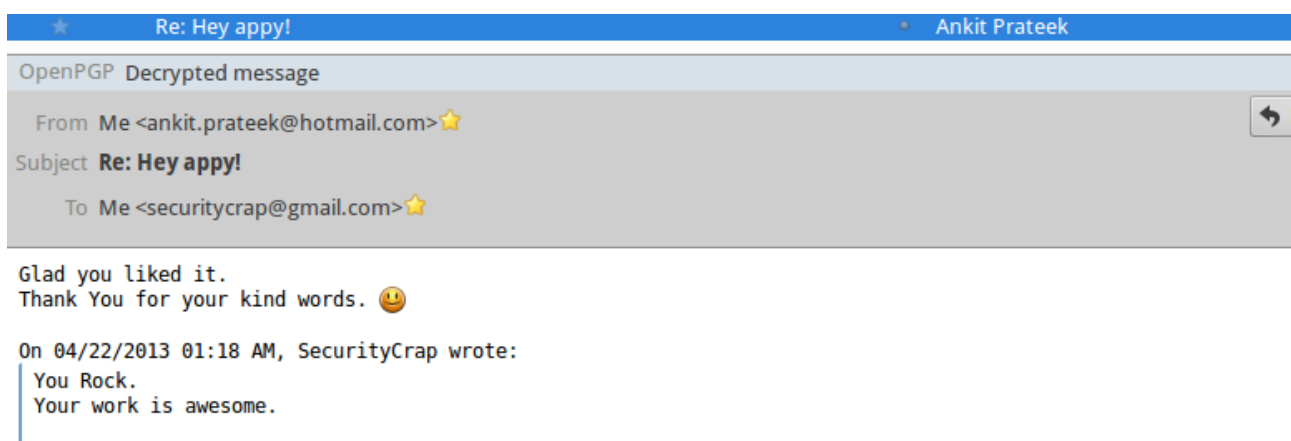 Re: Hey appy! Ankit Prateek
OpenPGP Decrypted message
From Me <ankit.prateek@hotmail.com>
Subject Re: Hey appy!
To Me <securitycrap@gmail.com>
Glad you liked it.
Thank You for your kind words. 😃
On 04/22/2013 01:18 AM, SecurityCrap wrote:
You Rock.
Your work is awesome.